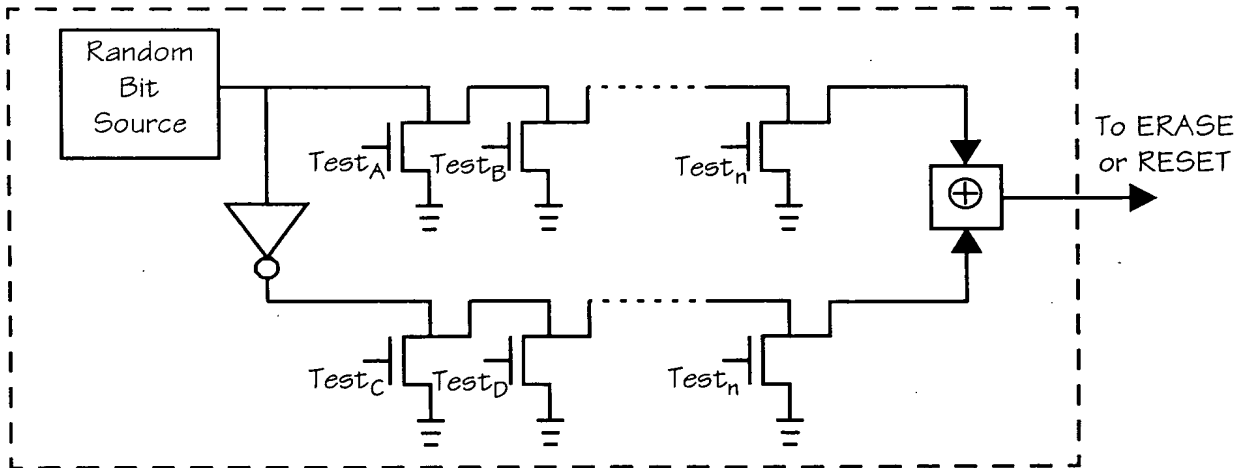 Random
Bit
Source
To ERASE
or RESET
Test_A
Test_B
Test_n
Test_C
Test_D
Test_n